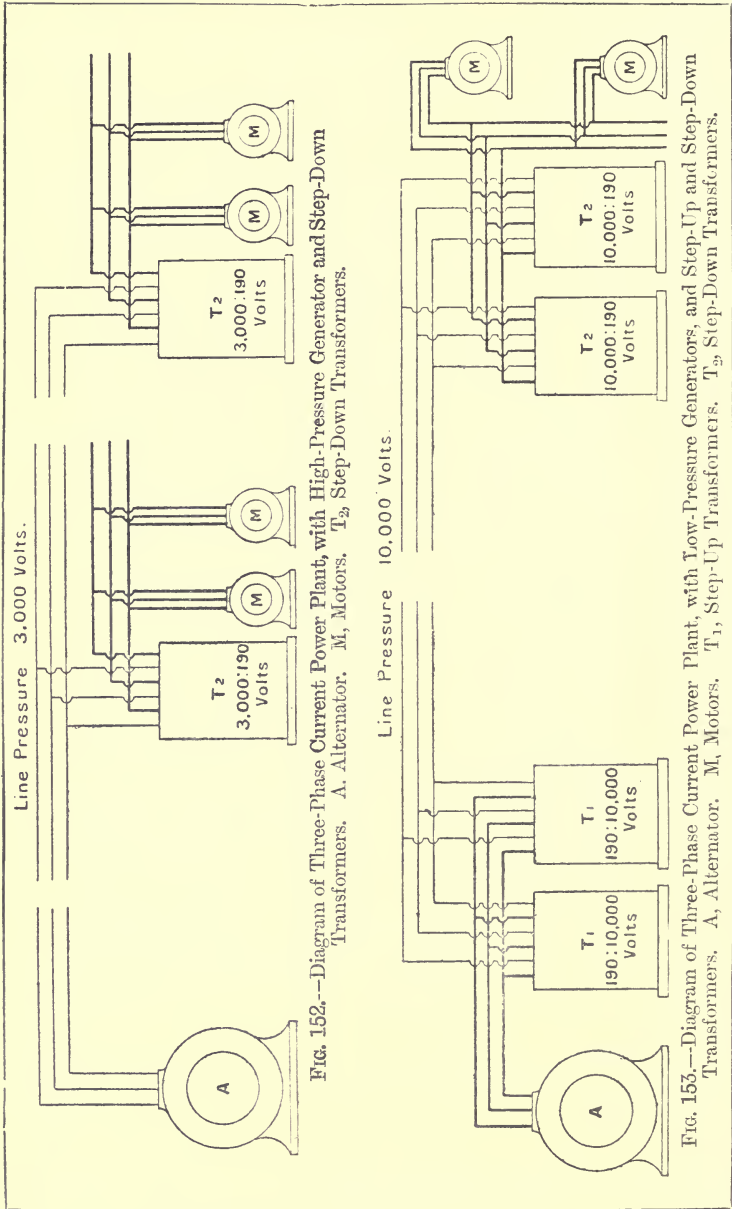 Line Pressure 3,000 Volts.
A
T2
3,000:190
Volts
M
M
T2
3,000:190
Volts
M
M
FIG. 152.--Diagram of Three-Phase Current Power Plant, with High-Pressure Generator and Step-Down
Transformers. A. Alternator. M, Motors. T2, Step-Down Transformers.
Line Pressure 10,000 Volts.
A
T1
190:10,000
Volts
T1
190:10,000
Volts
T2
10,000:190
Volts
T2
10,000:190
Volts
M
M
FIG. 153.—Diagram of Three-Phase Current Power Plant, with Low-Pressure Generators, and Step-Up and Step-Down
Transformers. A, Alternator. M, Motors. T1, Step-Up Transformers. T2, Step-Down Transformers.